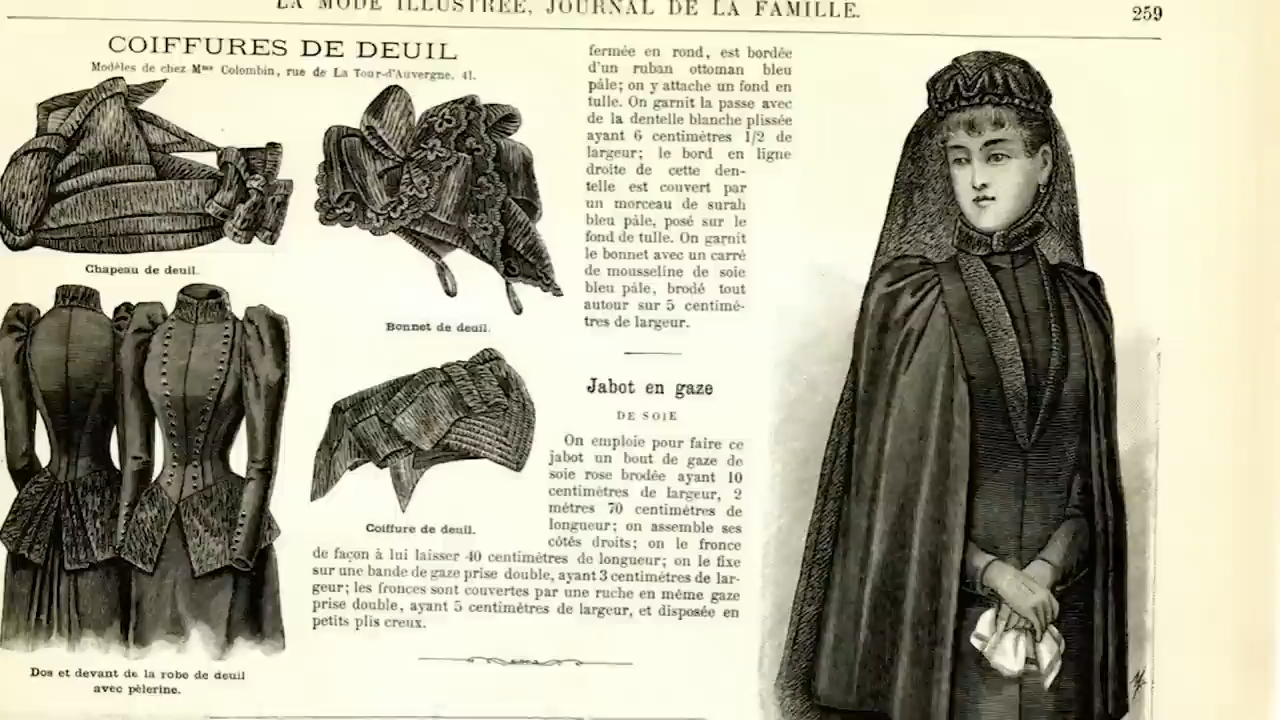 LA MODE ILLUSTRÉE, JOURNAL DE LA FAMILLE.
259
COIFFURES DE DEUIL
Modèles de chez Mme Colombin, rue de La Tour-d'Auvergne, 41.
Chapeau de deuil.
Bonnet de deuil.
Coiffure de deuil.
Dos et devant de la robe de deuil
avec pèlerine.
fermée en rond, est bordée
d'un ruban ottoman bleu
pâle; on y attache un fond en
tulle. On garnit la passe avec
de la dentelle blanche plissée
ayant 6 centimètres 1/2 de
largeur; le bord en ligne
droite de cette den-
telle est couvert par
un morceau de surah
bleu pâle, posé sur le
fond de tulle. On garnit
le bonnet avec un carré
de mousseline de soie
bleu pâle, brodé tout
autour sur 5 centimè-
tres de largeur.
Jabot en gaze
DE SOIE
On emploie pour faire ce
jabot un bout de gaze de
soie rose brodée ayant 10
centimètres de largeur, 2
mètres 70 centimètres de
longueur; on assemble ses
côtés droits; on le fronce
de façon à lui laisser 40 centimètres de longueur; on le fixe
sur une bande de gaze prise double, ayant 3 centimètres de lar-
geur; les fronces sont couvertes par une ruche en même gaze
prise double, ayant 5 centimètres de largeur, et disposée en
petits plis creux.